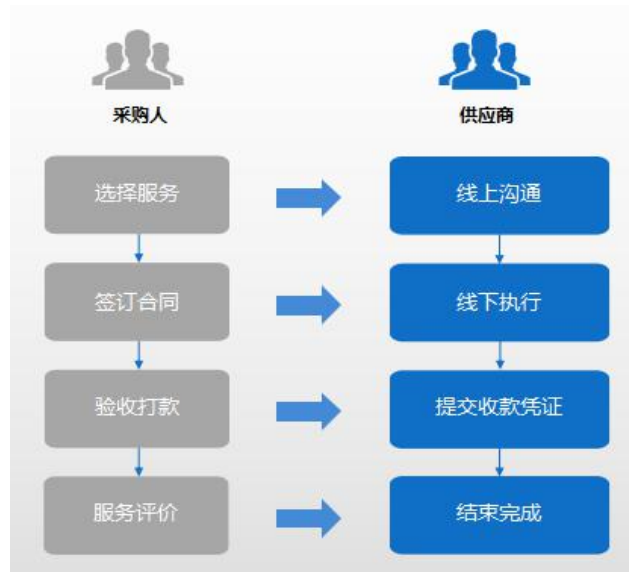 采购人
供应商
选择服务
线上沟通
签订合同
线下执行
验收打款
提交收款凭证
服务评价
结束完成